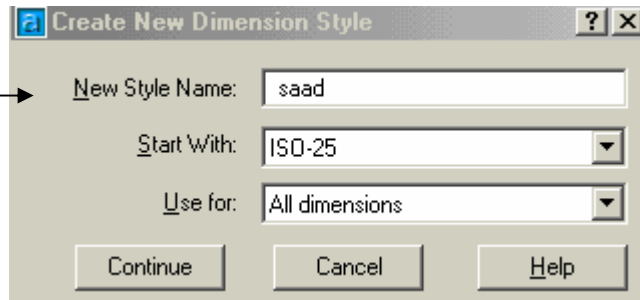 Create New Dimension Style
New Style Name: saad
Start With: ISO-25
Use for: All dimensions
Continue Cancel Help